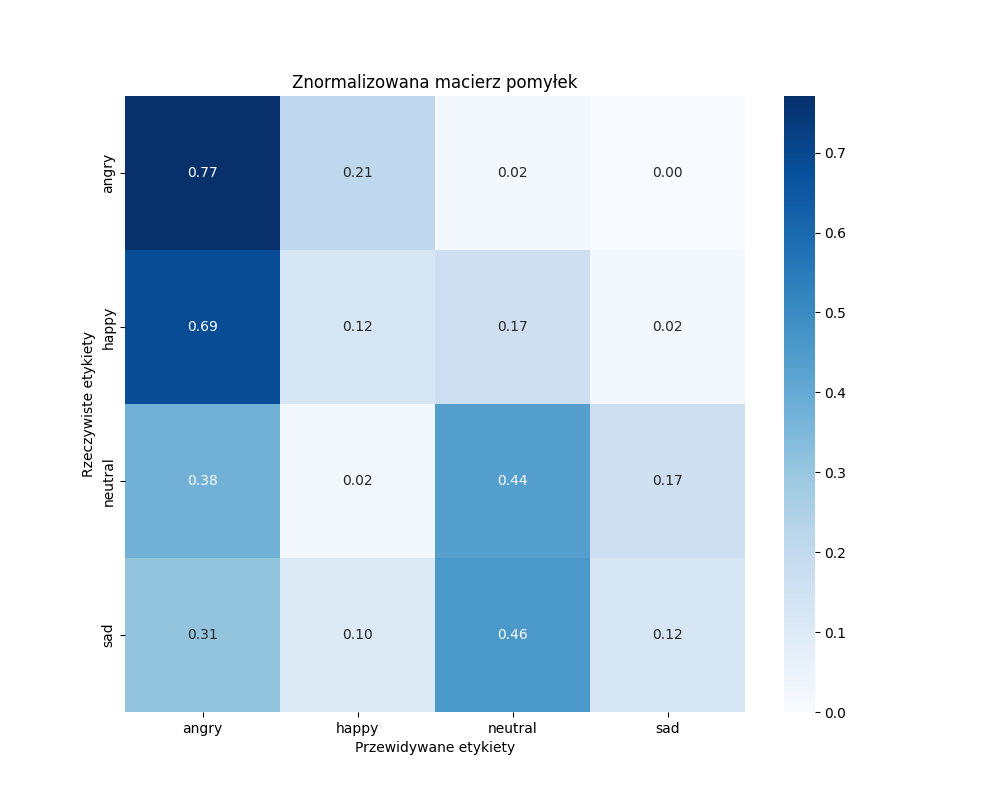 Znormalizowana macierz pomyłek
Rzeczywiste etykiety
angry
0.77 0.21 0.02 0.00
happy
0.69 0.12 0.17 0.02
neutral
0.38 0.02 0.44 0.17
sad
0.31 0.10 0.46 0.12
angry happy neutral sad
Przewidywane etykiety
0.7
0.6
0.5
0.4
0.3
0.2
0.1
0.0